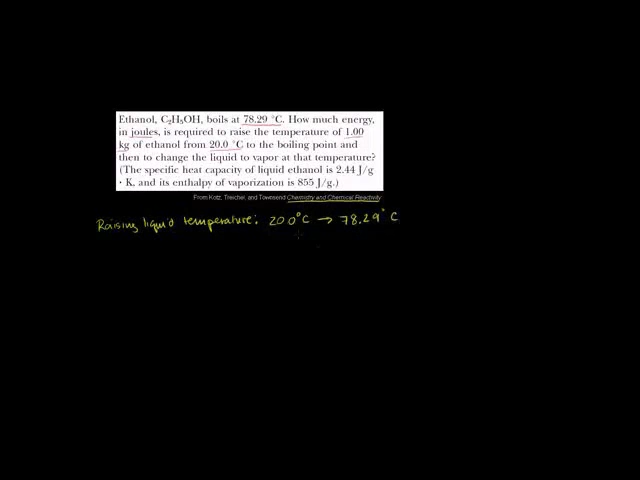 Ethanol, C₂H₅OH, boils at 78.29 °C. How much energy,
in joules, is required to raise the temperature of 1.00
kg of ethanol from 20.0 °C to the boiling point and
then to change the liquid to vapor at that temperature?
(The specific heat capacity of liquid ethanol is 2.44 J/g
· K, and its enthalpy of vaporization is 855 J/g.)
From Kotz, Treichel, and Townsend Chemistry and Chemical Reactivity
Raising liquid temperature: 20.0°C → 78.29°C